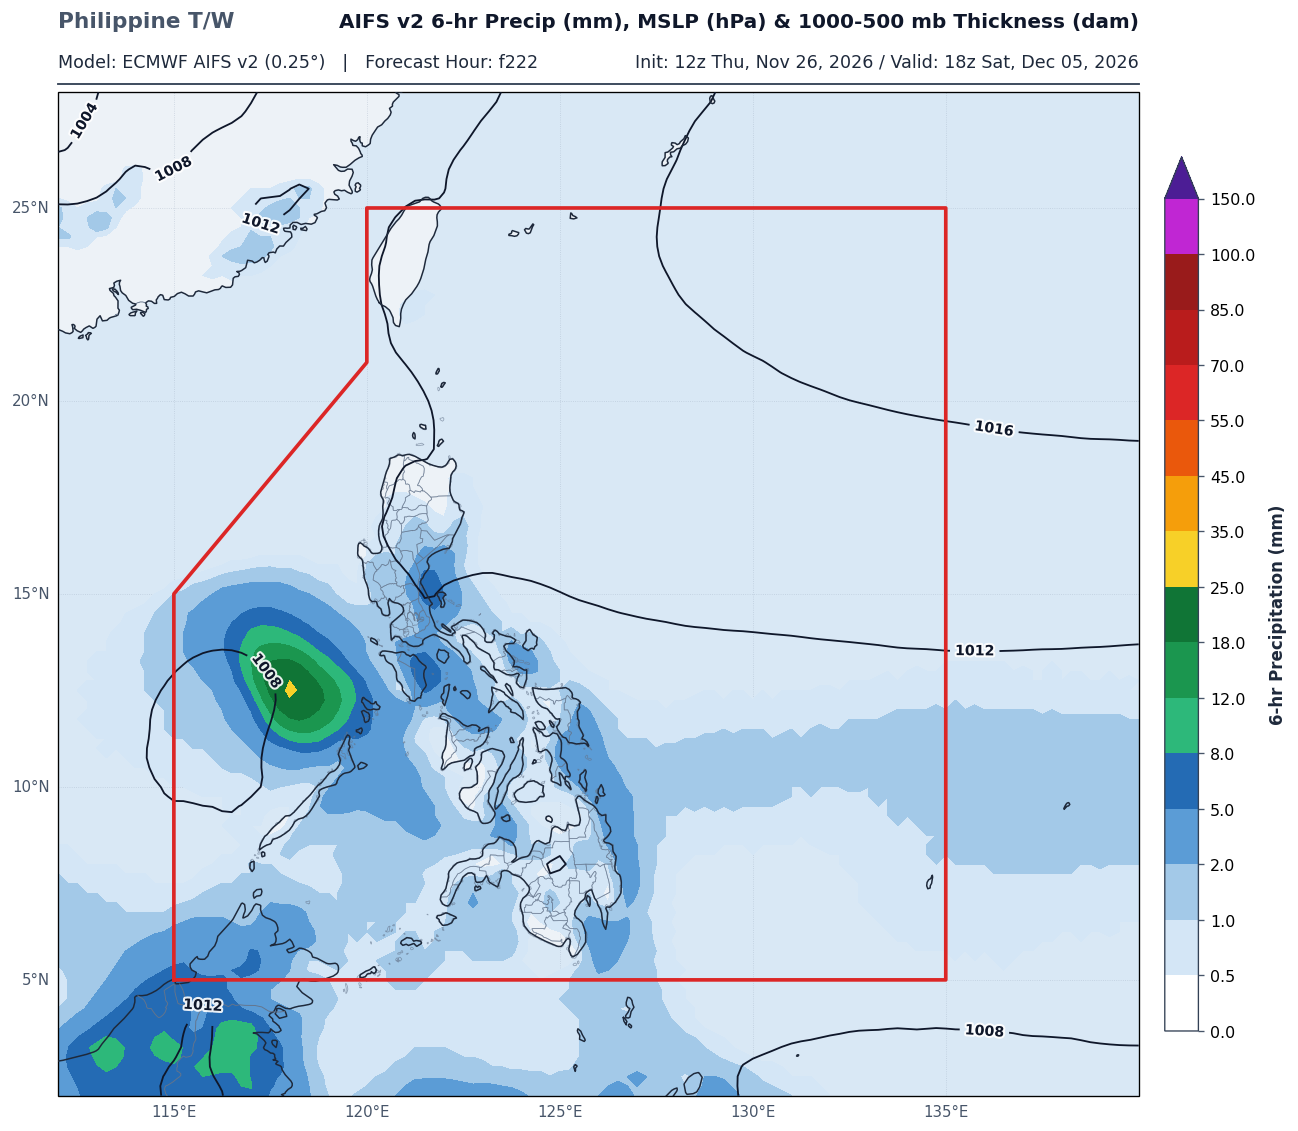 Philippine T/W
AIFS v2 6-hr Precip (mm), MSLP (hPa) & 1000-500 mb Thickness (dam)
Model: ECMWF AIFS v2 (0.25°) | Forecast Hour: f222
Init: 12z Thu, Nov 26, 2026 / Valid: 18z Sat, Dec 05, 2026
1004
1008
1012
25°N
20°N
1016
15°N
1012
1008
10°N
5°N
1012
1008
115°E
120°E
125°E
130°E
135°E
150.0
100.0
85.0
70.0
55.0
45.0
35.0
25.0
18.0
12.0
8.0
5.0
2.0
1.0
0.5
0.0
6-hr Precipitation (mm)